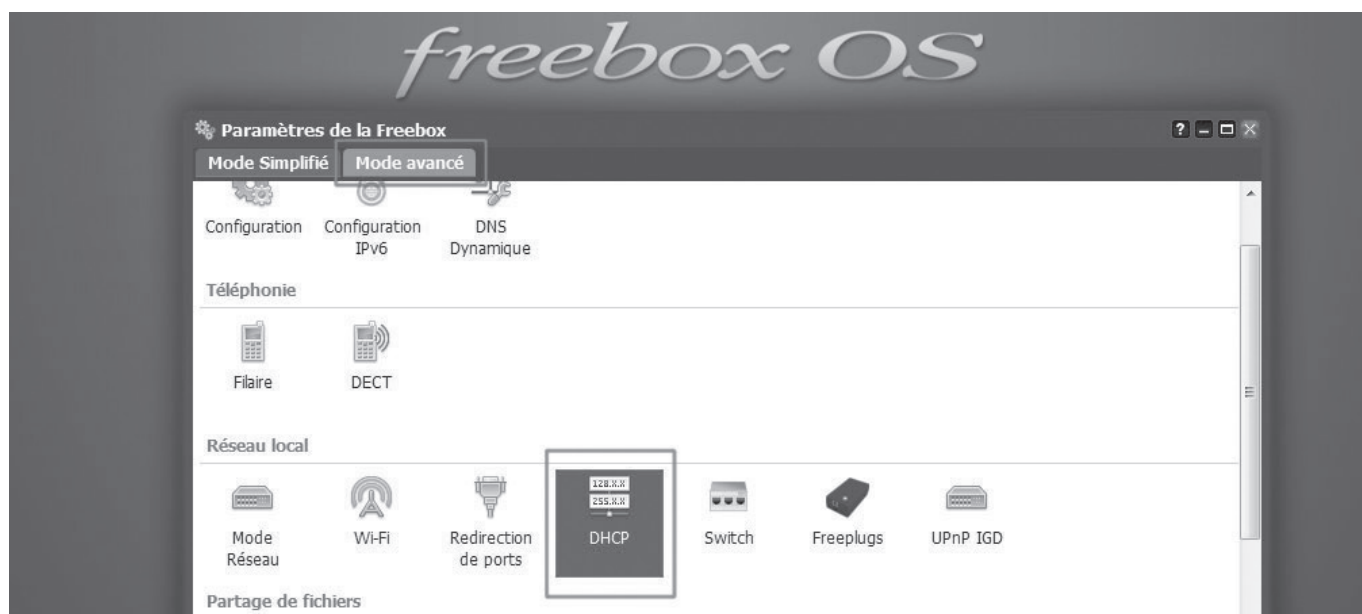 freebox OS
Paramètres de la Freebox
Mode Simplifié Mode avancé
Configuration Configuration IPv6 DNS Dynamique
Téléphonie
Filaire DECT
Réseau local
128.X.X
255.X.X
Mode Réseau Wi-Fi Redirection de ports DHCP Switch Freeplugs UPnP IGD
Partage de fichiers